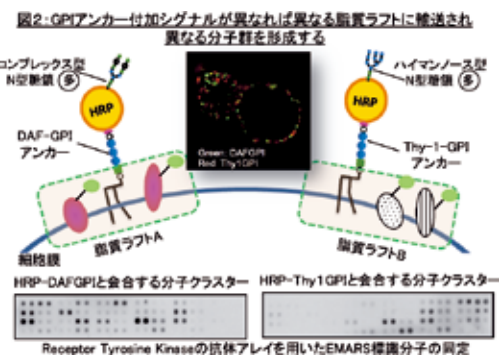 図2:GPIアンカー付加シグナルが異なれば異なる脂質ラフトに輸送され
異なる分子群を形成する
コンプレックス型
N型糖鎖 多
HRP
DAF-GPI
アンカー
Green: DAFGPI
Red: Thy1GPI
ハイマンノース型
N型糖鎖 多
HRP
Thy-1-GPI
アンカー
脂質ラフトA
脂質ラフトB
細胞膜
HRP-DAFGPIと会合する分子クラスター
HRP-Thy1GPIと会合する分子クラスター
Receptor Tyrosine Kinaseの抗体アレイを用いたEMARS標識分子の同定